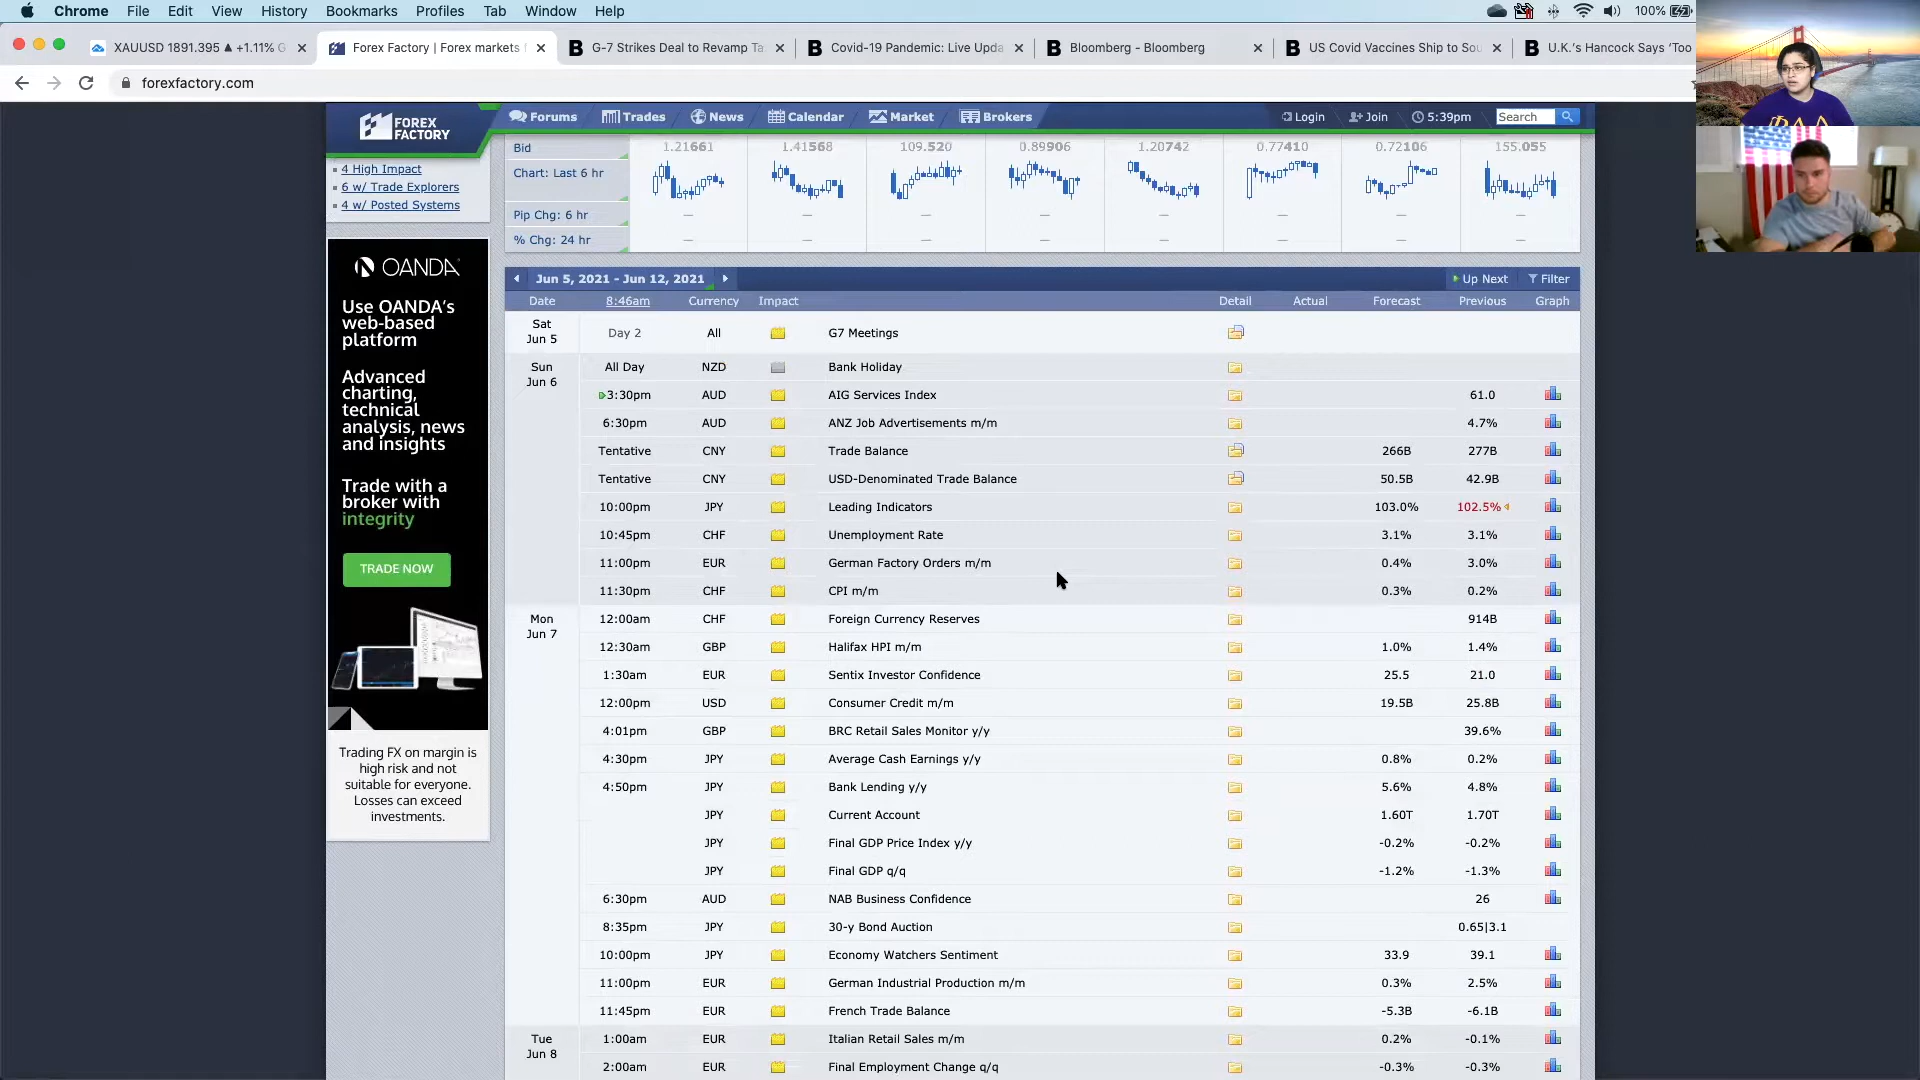 Chrome File Edit View History Bookmarks Profiles Tab Window Help 100%
XAUUSD 1891.395 ▲ +1.11% G
Forex Factory | Forex markets
G-7 Strikes Deal to Revamp Ta
Covid-19 Pandemic: Live Upda
Bloomberg - Bloomberg
US Covid Vaccines Ship to Sou
U.K.'s Hancock Says 'Too
forexfactory.com
FOREX
FACTORY
Forums Trades News Calendar Market Brokers Login Join 5:39pm Search
4 High Impact
6 w/ Trade Explorers
4 w/ Posted Systems
OANDA
Use OANDA's
web-based
platform
Advanced
charting,
technical
analysis, news
and insights
Trade with a
broker with
integrity
TRADE NOW
Trading FX on margin is
high risk and not
suitable for everyone.
Losses can exceed
investments.
Bid 1.21661 1.41568 109.520 0.89906 1.20742 0.77410 0.72106 155.055
Chart: Last 6 hr
Pip Chg: 6 hr — — — — — — — —
% Chg: 24 hr — — — — — — — —
Jun 5, 2021 - Jun 12, 2021 Up Next Filter
Date 8:46am Currency Impact Detail Actual Forecast Previous Graph
Sat
Jun 5
Day 2 All G7 Meetings
Sun
Jun 6
All Day NZD Bank Holiday
3:30pm AUD AIG Services Index 61.0
6:30pm AUD ANZ Job Advertisements m/m 4.7%
Tentative CNY Trade Balance 266B 277B
Tentative CNY USD-Denominated Trade Balance 50.5B 42.9B
10:00pm JPY Leading Indicators 103.0% 102.5%
10:45pm CHF Unemployment Rate 3.1% 3.1%
11:00pm EUR German Factory Orders m/m 0.4% 3.0%
11:30pm CHF CPI m/m 0.3% 0.2%
Mon
Jun 7
12:00am CHF Foreign Currency Reserves 914B
12:30am GBP Halifax HPI m/m 1.0% 1.4%
1:30am EUR Sentix Investor Confidence 25.5 21.0
12:00pm USD Consumer Credit m/m 19.5B 25.8B
4:01pm GBP BRC Retail Sales Monitor y/y 39.6%
4:30pm JPY Average Cash Earnings y/y 0.8% 0.2%
4:50pm JPY Bank Lending y/y 5.6% 4.8%
JPY Current Account 1.60T 1.70T
JPY Final GDP Price Index y/y -0.2% -0.2%
JPY Final GDP q/q -1.2% -1.3%
6:30pm AUD NAB Business Confidence 26
8:35pm JPY 30-y Bond Auction 0.65|3.1
10:00pm JPY Economy Watchers Sentiment 33.9 39.1
11:00pm EUR German Industrial Production m/m 0.3% 2.5%
11:45pm EUR French Trade Balance -5.3B -6.1B
Tue
Jun 8
1:00am EUR Italian Retail Sales m/m 0.2% -0.1%
2:00am EUR Final Employment Change q/q -0.3% -0.3%